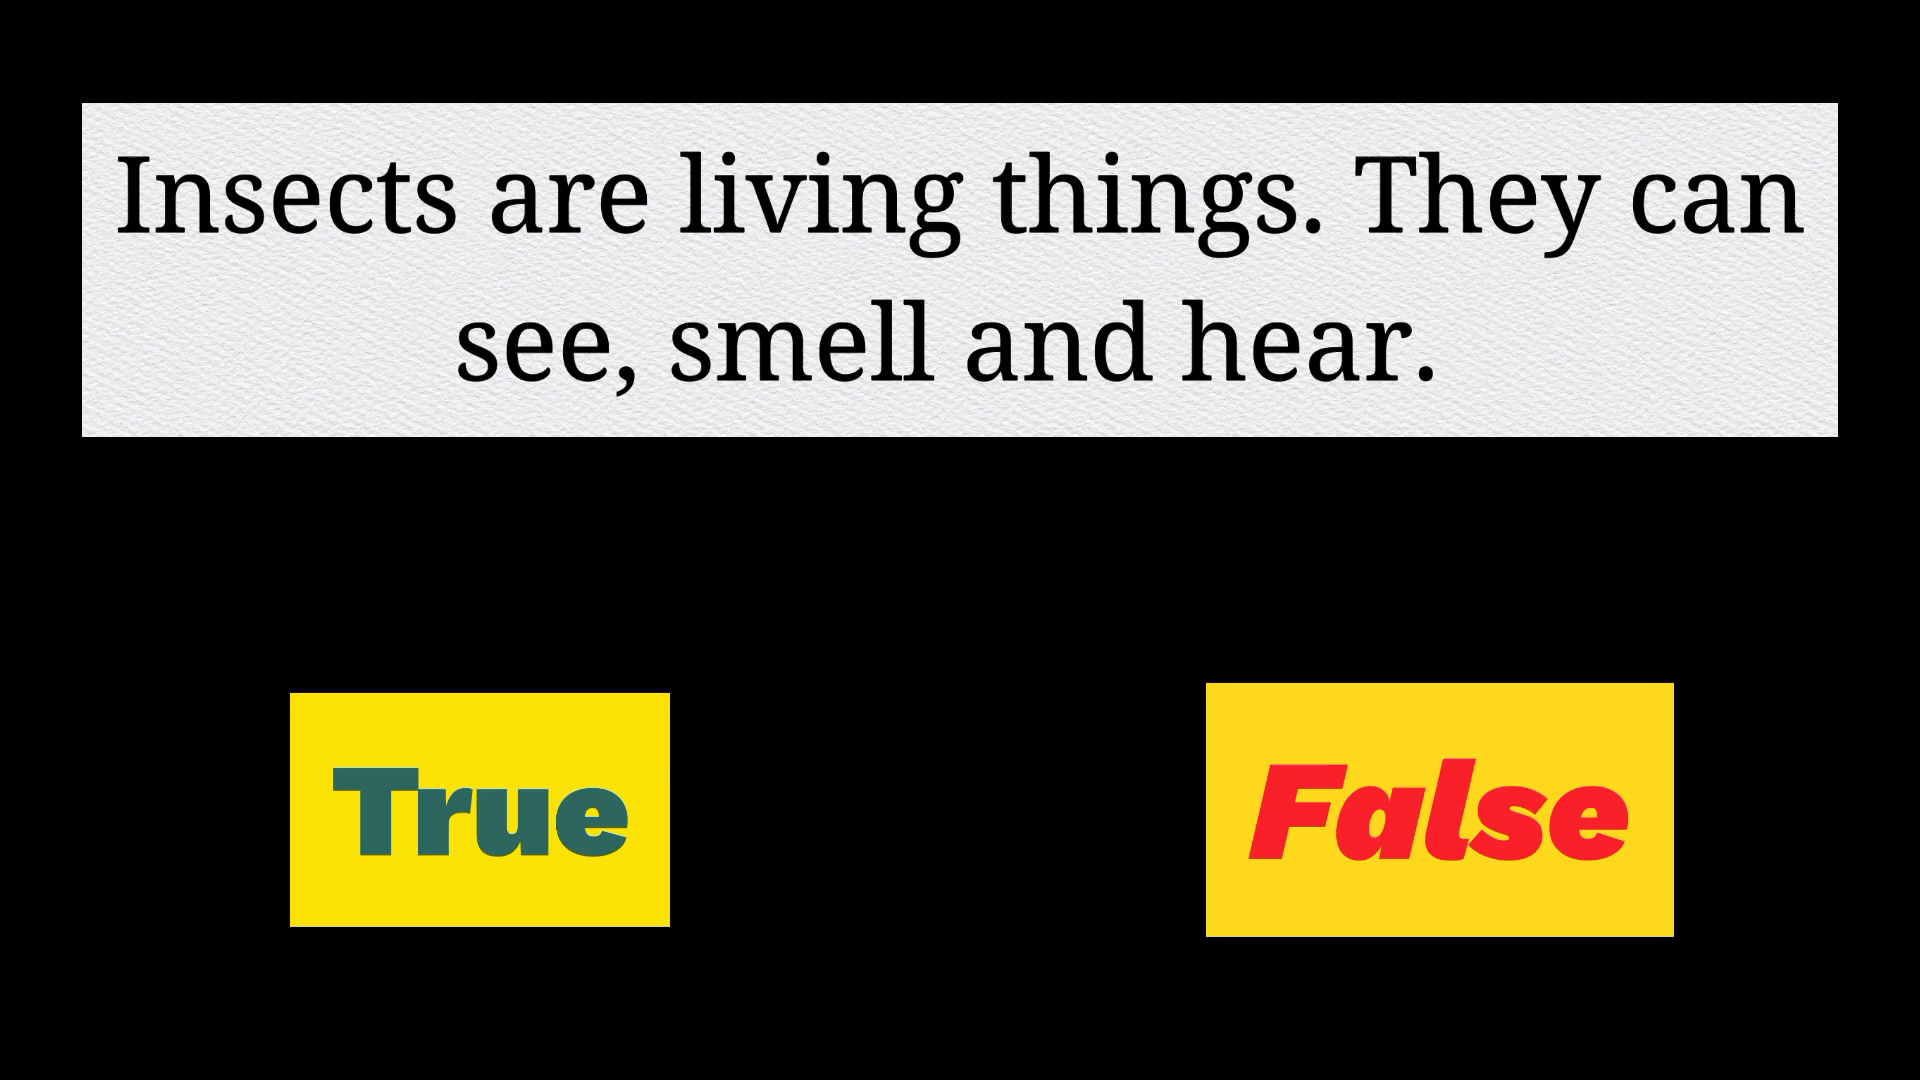 Insects are living things. They can
see, smell and hear.
True
False